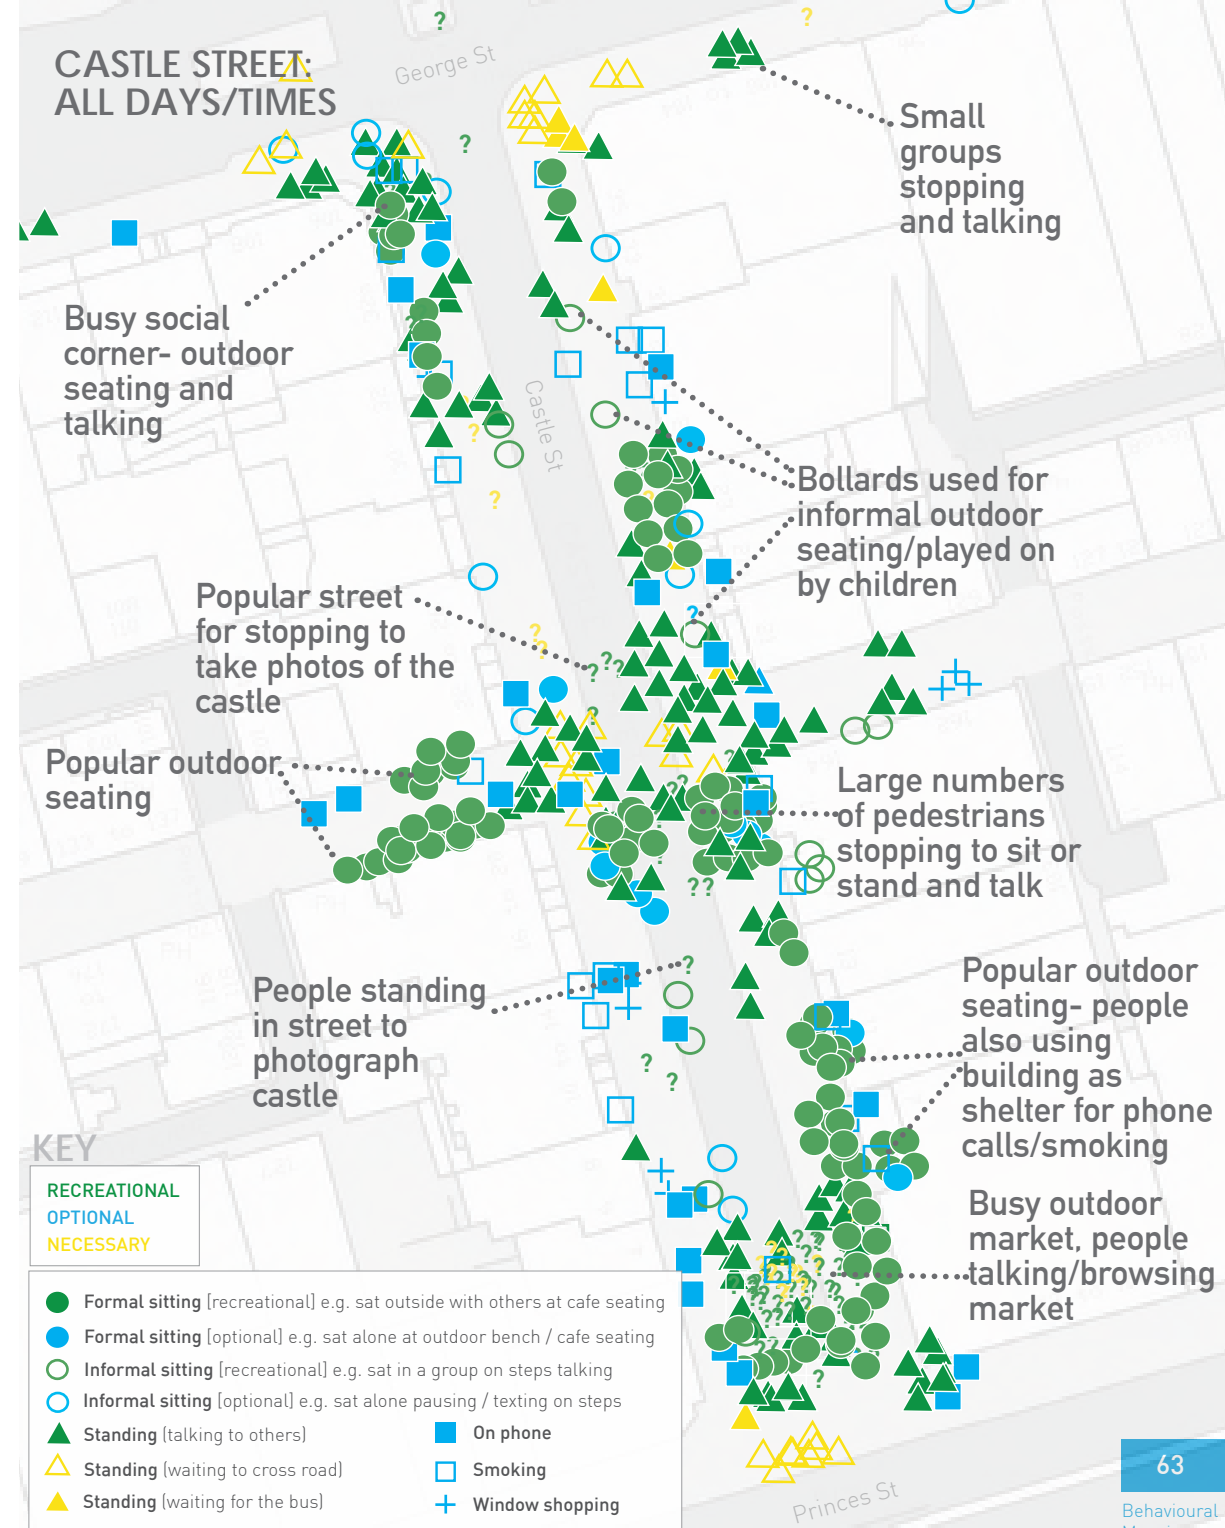 CASTLE STREET:
ALL DAYS/TIMES
George St
Small
groups
stopping
and talking
Busy social
corner- outdoor
seating and
talking
Castle St
Bollards used for
informal outdoor
seating/played on
by children
Popular street
for stopping to
take photos of the
castle
Popular outdoor
seating
Large numbers
of pedestrians
stopping to sit or
stand and talk
People standing
in street to
photograph
castle
Popular outdoor
seating- people
also using
building as
shelter for phone
calls/smoking
Busy outdoor
market, people
talking/browsing
market
KEY
RECREATIONAL
OPTIONAL
NECESSARY
Formal sitting [recreational] e.g. sat outside with others at cafe seating
Formal sitting [optional] e.g. sat alone at outdoor bench / cafe seating
Informal sitting [recreational] e.g. sat in a group on steps talking
Informal sitting [optional] e.g. sat alone pausing / texting on steps
Standing (talking to others)
Standing (waiting to cross road)
Standing (waiting for the bus)
On phone
Smoking
Window shopping
Princes St
63
Behavioural